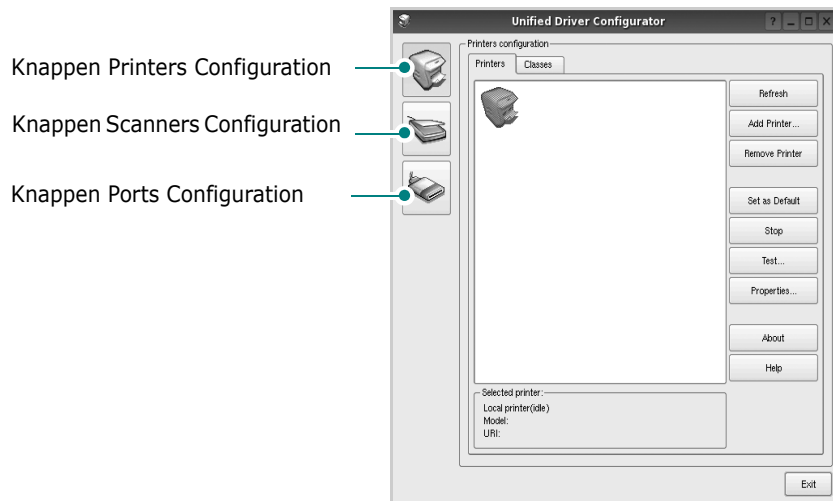 Unified Driver Configurator
Knappen Printers Configuration
Knappen Scanners Configuration
Knappen Ports Configuration
Printers configuration
Printers
Classes
Refresh
Add Printer...
Remove Printer
Set as Default
Stop
Test...
Properties...
About
Help
Selected printer:
Local printer(idle)
Model:
URI:
Exit